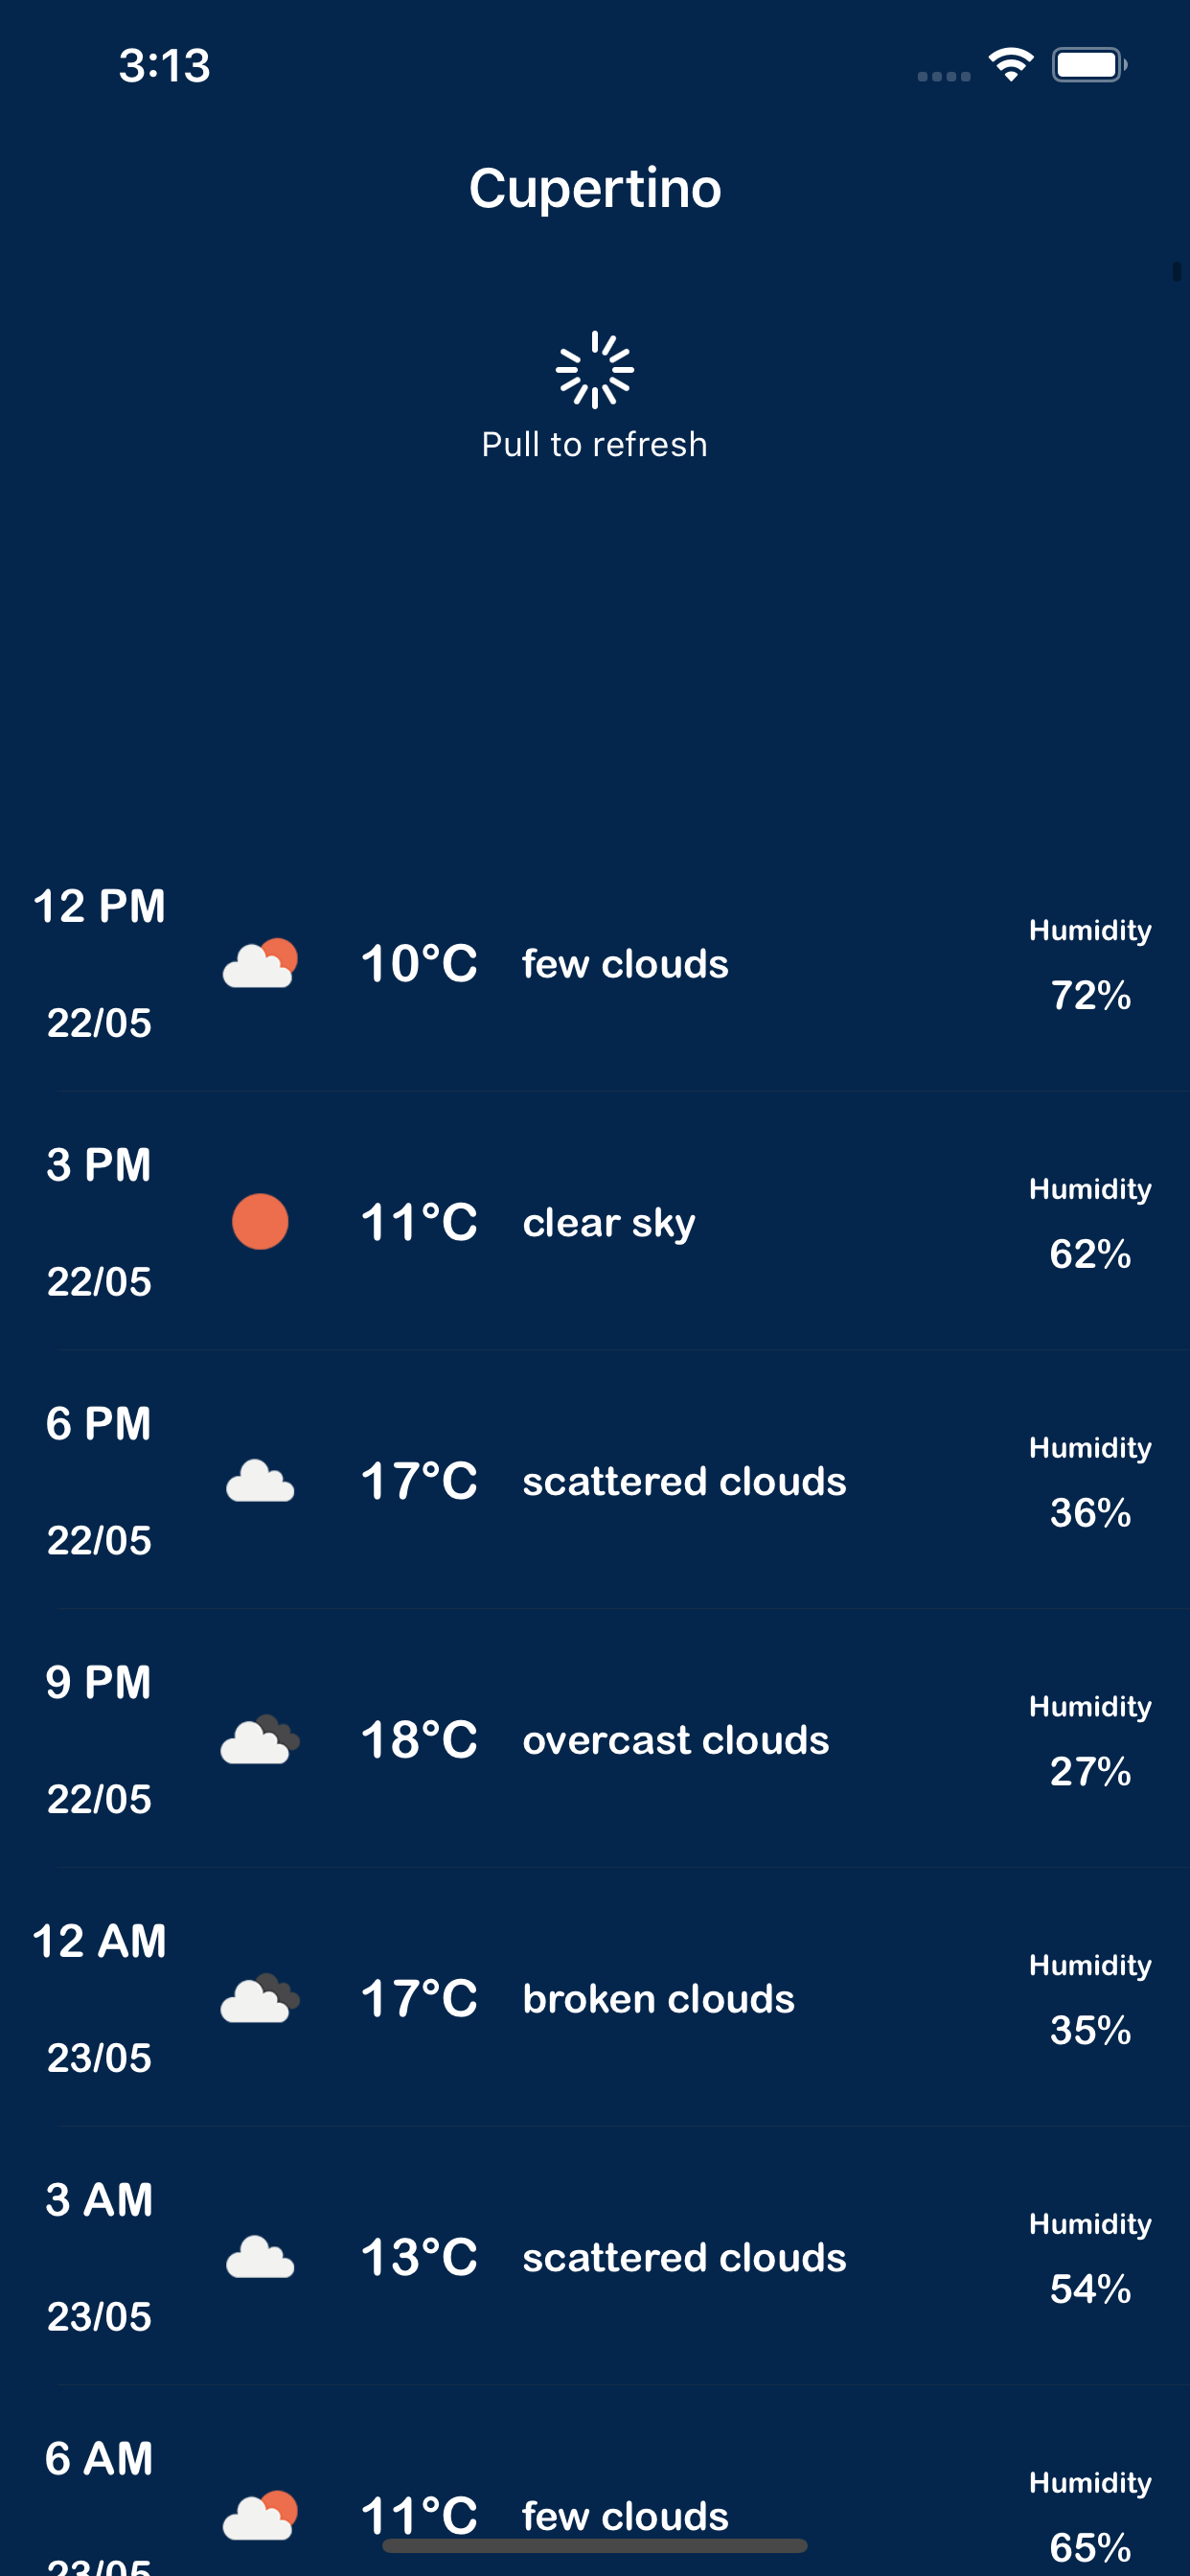 3:13
Cupertino
Pull to refresh
12 PM
22/05
10°C
few clouds
Humidity
72%
3 PM
22/05
11°C
clear sky
Humidity
62%
6 PM
22/05
17°C
scattered clouds
Humidity
36%
9 PM
22/05
18°C
overcast clouds
Humidity
27%
12 AM
23/05
17°C
broken clouds
Humidity
35%
3 AM
23/05
13°C
scattered clouds
Humidity
54%
6 AM
23/05
11°C
few clouds
Humidity
65%